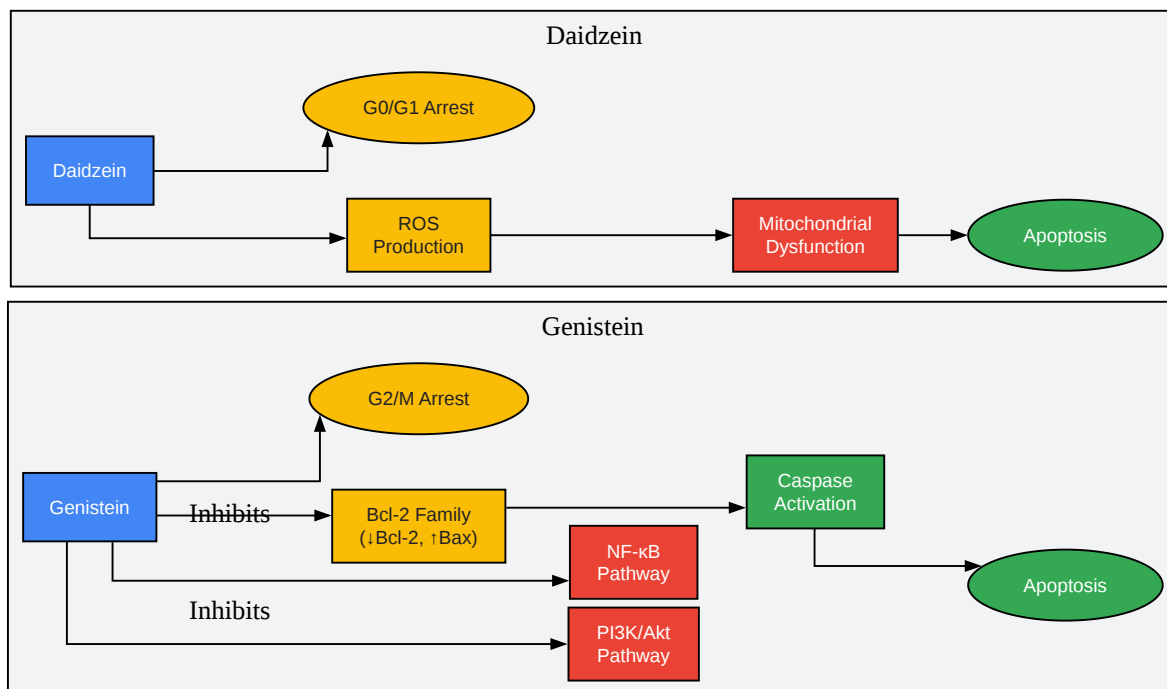 Daidzein
G0/G1 Arrest
Daidzein
ROS
Production
Mitochondrial
Dysfunction
Apoptosis
Genistein
G2/M Arrest
Genistein
Inhibits
Bcl-2 Family
(↓Bcl-2, ↑Bax)
Caspase
Activation
NF-κB
Pathway
Apoptosis
Inhibits
PI3K/Akt
Pathway